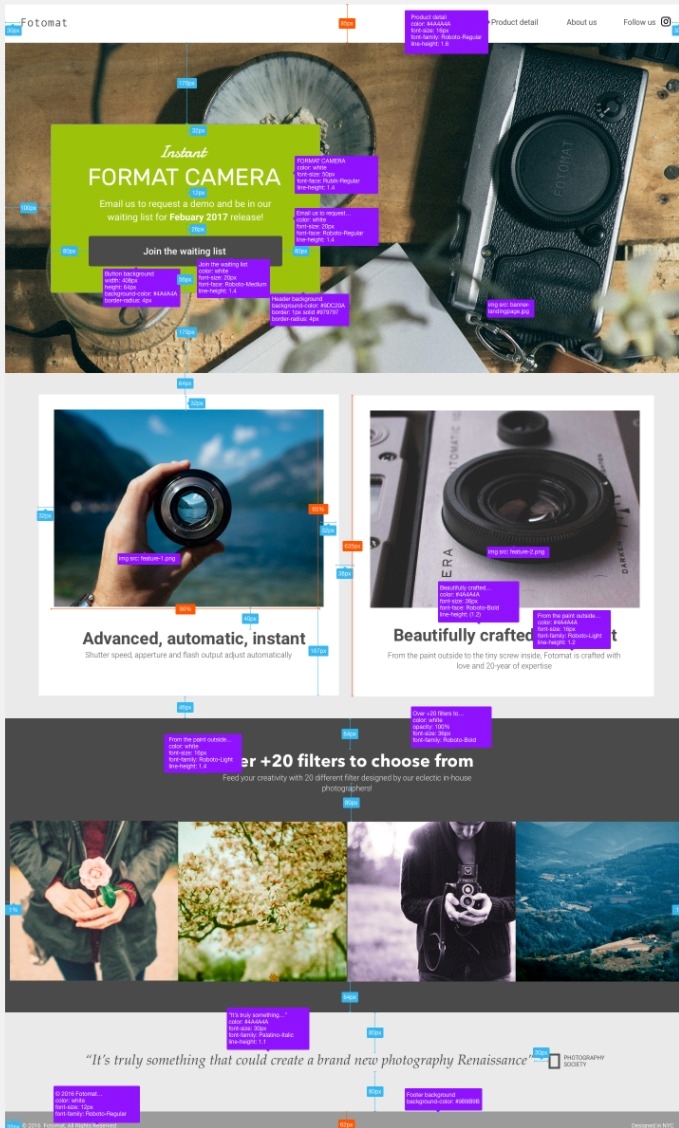 Fotomat
30px
65px
Product detail
color: #4A4A4A
font-size: 16px
font-family: Roboto-Regular
line-height: 1.6
Product detail
About us
Follow us
175px
32px
Instant
FORMAT CAMERA
12px
FORMAT CAMERA
color: white
font-size: 50px
font-face: Rubik-Regular
line-height: 1.4
Email us to request a demo and be in our
waiting list for Febuary 2017 release!
100px
Email us to request...
color: white
font-size: 20px
font-face: Roboto-Regular
line-height: 1.4
28px
80px
Join the waiting list
80px
Button background
width: 409px
height: 64px
background-color: #4A4A4A
border-radius: 4px
Join the waiting list
color: white
font-size: 20px
font-face: Roboto-Medium
line-height: 1.4
Header background
background-color: #9DC20A
border: 1px solid #979797
border-radius: 4px
img src: banner-
landingpage.jpg
FOTOMAT
175px
64px
32px
32px
86%
32px
625px
38px
img src: feature-1.png
img src: feature-2.png
86%
40px
Beautifully crafted...
color: #4A4A4A
font-size: 36px
font-face: Roboto-Bold
line-height: (1.2)
From the paint outside...
color: #4A4A4A
font-size: 16px
font-family: Roboto-Light
line-height: 1.2
Advanced, automatic, instant
Shutter speed, apperture and flash output adjust automatically
167px
Beautifully crafted
From the paint outside to the tiny screw inside, Fotomat is crafted with
love and 20-year of expertise
From the paint outside...
color: white
font-size: 16px
font-family: Roboto-Light
line-height: 1.4
64px
Over +20 filters to...
color: white
opacity: 100%
font-size: 36px
font-family: Roboto-Bold
er +20 filters to choose from
Feed your creativity with 20 different filter designed by our eclectic in-house
photographers!
80px
1%
64px
"It's truly something..."
color: #4A4A4A
font-size: 30px
font-family: Palatino-Italic
line-height: 1.1
80px
“It's truly something that could create a brand new photography Renaissance”
30px
PHOTOGRAPHY
SOCIETY
80px
© 2016 Fotomat...
color: white
font-size: 12px
font-family: Roboto-Regular
Footer background
background-color: #9B9B9B
© 2016 Fotomat. All Rights Reserved
62px
Designed in NYC